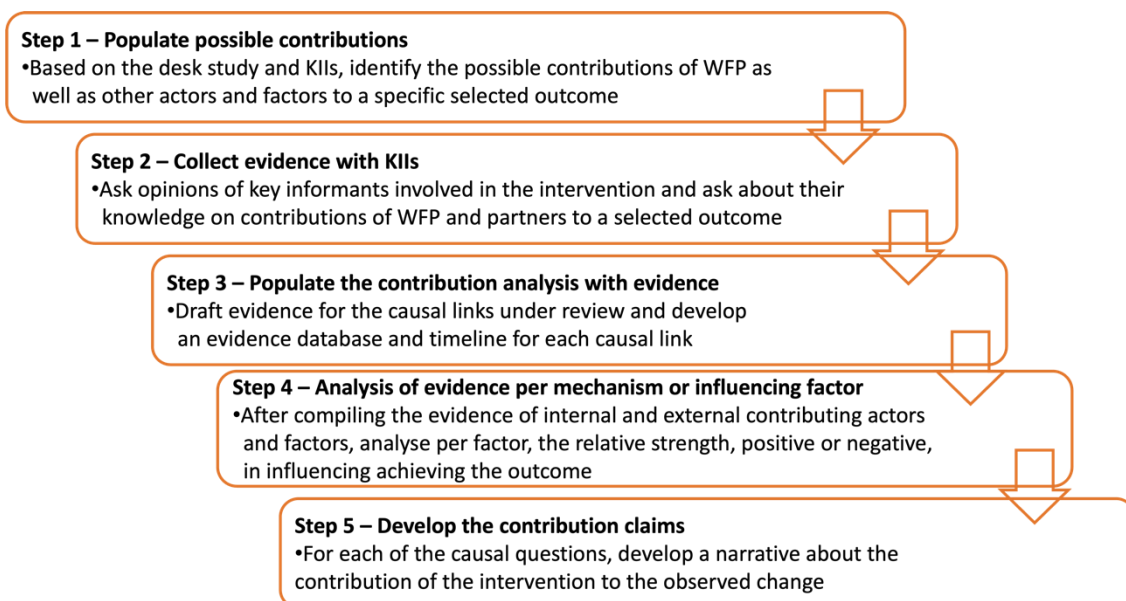 Step 1 – Populate possible contributions
•Based on the desk study and KIIs, identify the possible contributions of WFP as
well as other actors and factors to a specific selected outcome
Step 2 – Collect evidence with KIIs
•Ask opinions of key informants involved in the intervention and ask about their
knowledge on contributions of WFP and partners to a selected outcome
Step 3 – Populate the contribution analysis with evidence
•Draft evidence for the causal links under review and develop
an evidence database and timeline for each causal link
Step 4 – Analysis of evidence per mechanism or influencing factor
•After compiling the evidence of internal and external contributing actors
and factors, analyse per factor, the relative strength, positive or negative,
in influencing achieving the outcome
Step 5 – Develop the contribution claims
•For each of the causal questions, develop a narrative about the
contribution of the intervention to the observed change